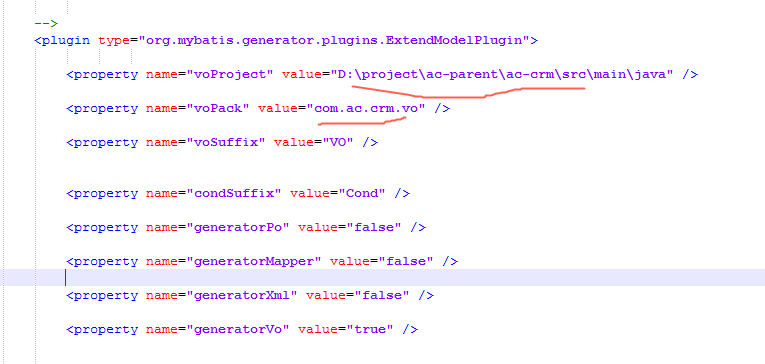 -->
<plugin type="org.mybatis.generator.plugins.ExtendModelPlugin">
<property name="voProject" value="D:\project\ac-parent\ac-crm\src\main\java" />
<property name="voPack" value="com.ac.crm.vo" />
<property name="voSuffix" value="VO" />
<property name="condSuffix" value="Cond" />
<property name="generatorPo" value="false" />
<property name="generatorMapper" value="false" />
<property name="generatorXml" value="false" />
<property name="generatorVo" value="true" />